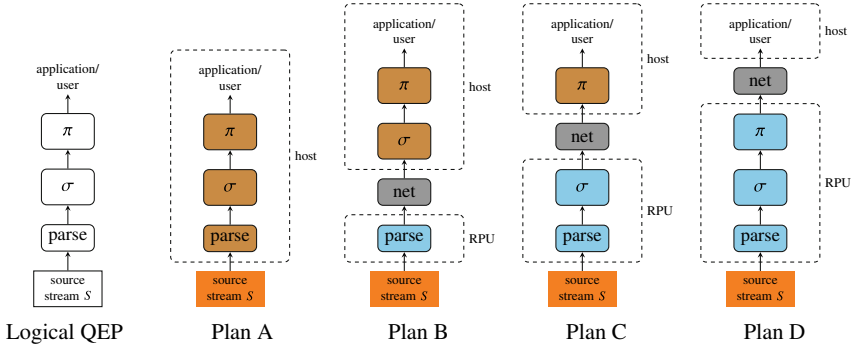 application/
user
π
σ
parse
source
stream S
Logical QEP
application/
user
π
σ
parse
host
source
stream S
Plan A
application/
user
π
σ
host
net
parse
RPU
source
stream S
Plan B
application/
user
π
host
net
σ
parse
RPU
source
stream S
Plan C
application/
user
host
net
π
σ
parse
RPU
source
stream S
Plan D